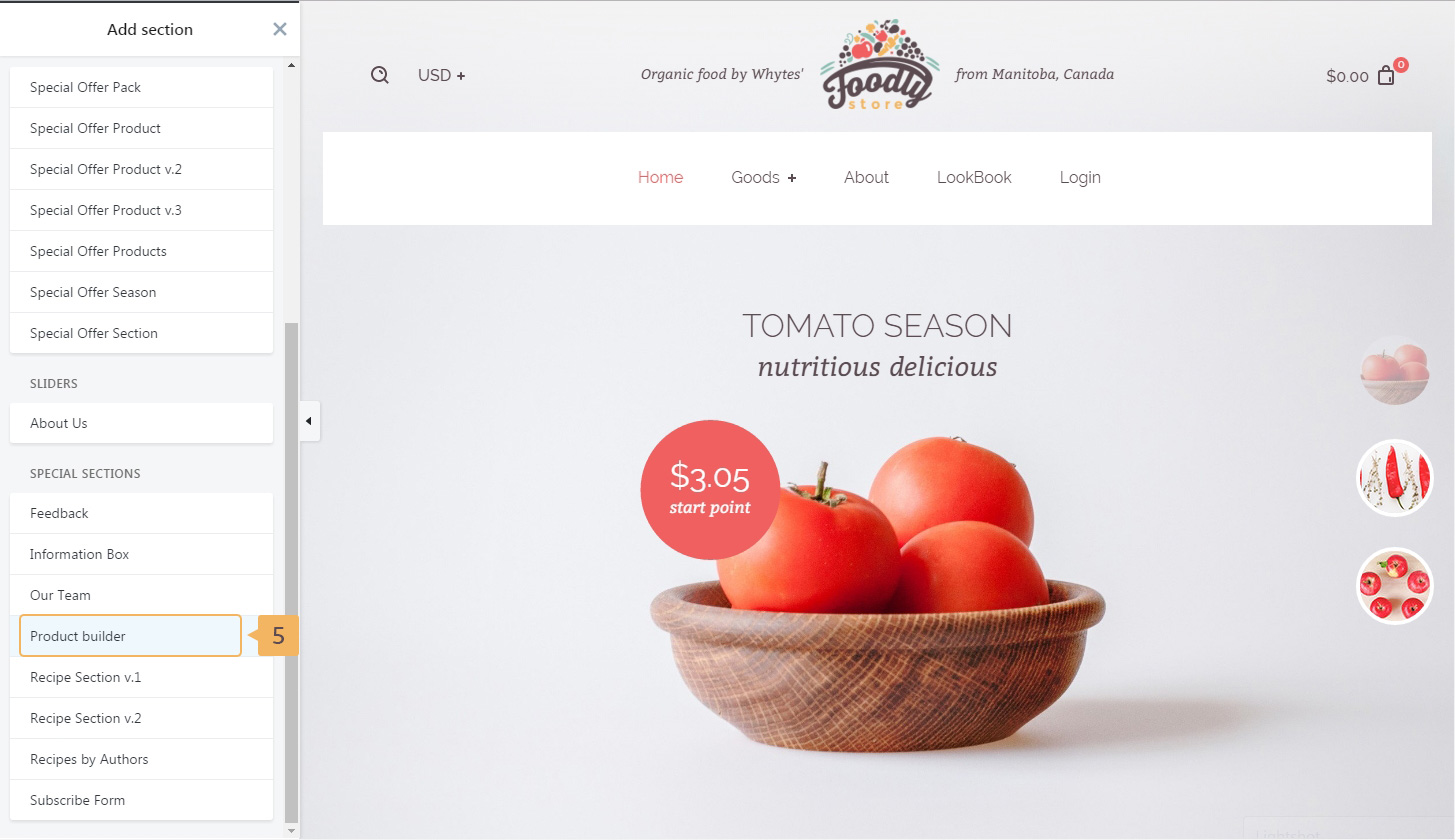 Add section
Special Offer Pack
Special Offer Product
Special Offer Product v.2
Special Offer Product v.3
Special Offer Products
Special Offer Season
Special Offer Section
SLIDERS
About Us
SPECIAL SECTIONS
Feedback
Information Box
Our Team
Product builder
5
Recipe Section v.1
Recipe Section v.2
Recipes by Authors
Subscribe Form
USD +
Organic food by Whytes'
Foodly
store
from Manitoba, Canada
$0.00
0
Home Goods + About LookBook Login
TOMATO SEASON
nutritious delicious
$3.05
start point
Lightshot